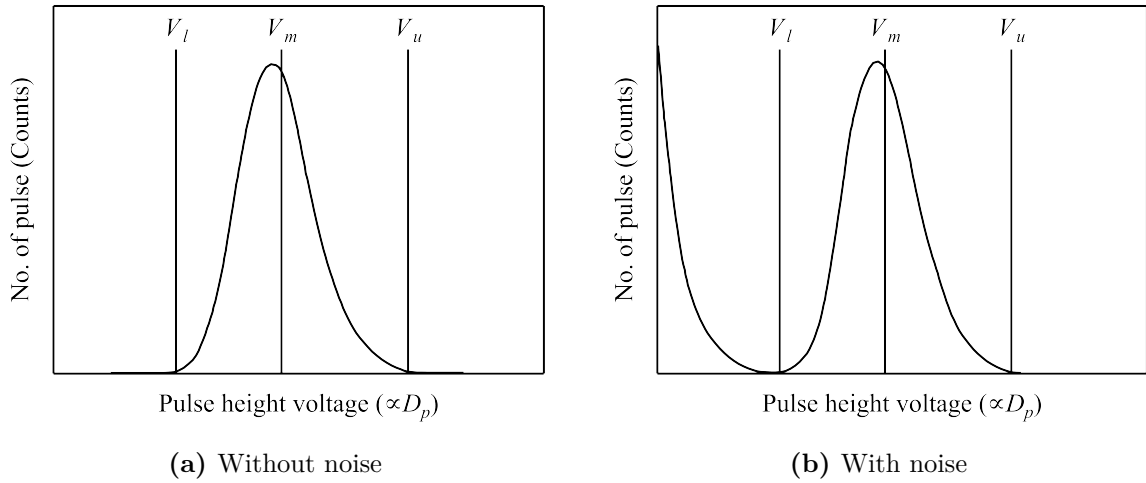 V_l V_m V_u
No. of pulse (Counts)
Pulse height voltage (∝D_p)
(a) Without noise
V_l V_m V_u
No. of pulse (Counts)
Pulse height voltage (∝D_p)
(b) With noise